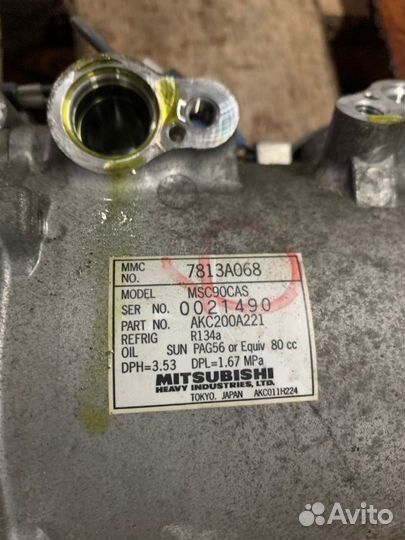 MMC NO. 7813A068
MODEL MSC90CAS
SER NO. 0021490
PART NO. AKC200A221
REFRIG R134a
OIL SUN PAG56 or Equiv 80 cc
DPH=3.53 DPL=1.67 MPa
MITSUBISHI
HEAVY INDUSTRIES, LTD.
TOKYO. JAPAN AKC011H224
Avito